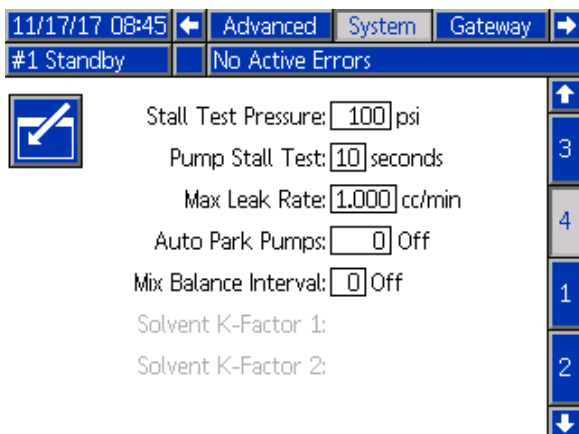 11/17/17 08:45 Advanced System Gateway
#1 Standby No Active Errors
Stall Test Pressure: 100 psi
3
Pump Stall Test: 10 seconds
Max Leak Rate: 1.000 cc/min
4
Auto Park Pumps: 0 Off
Mix Balance Interval: 0 Off
1
Solvent K-Factor 1:
Solvent K-Factor 2:
2